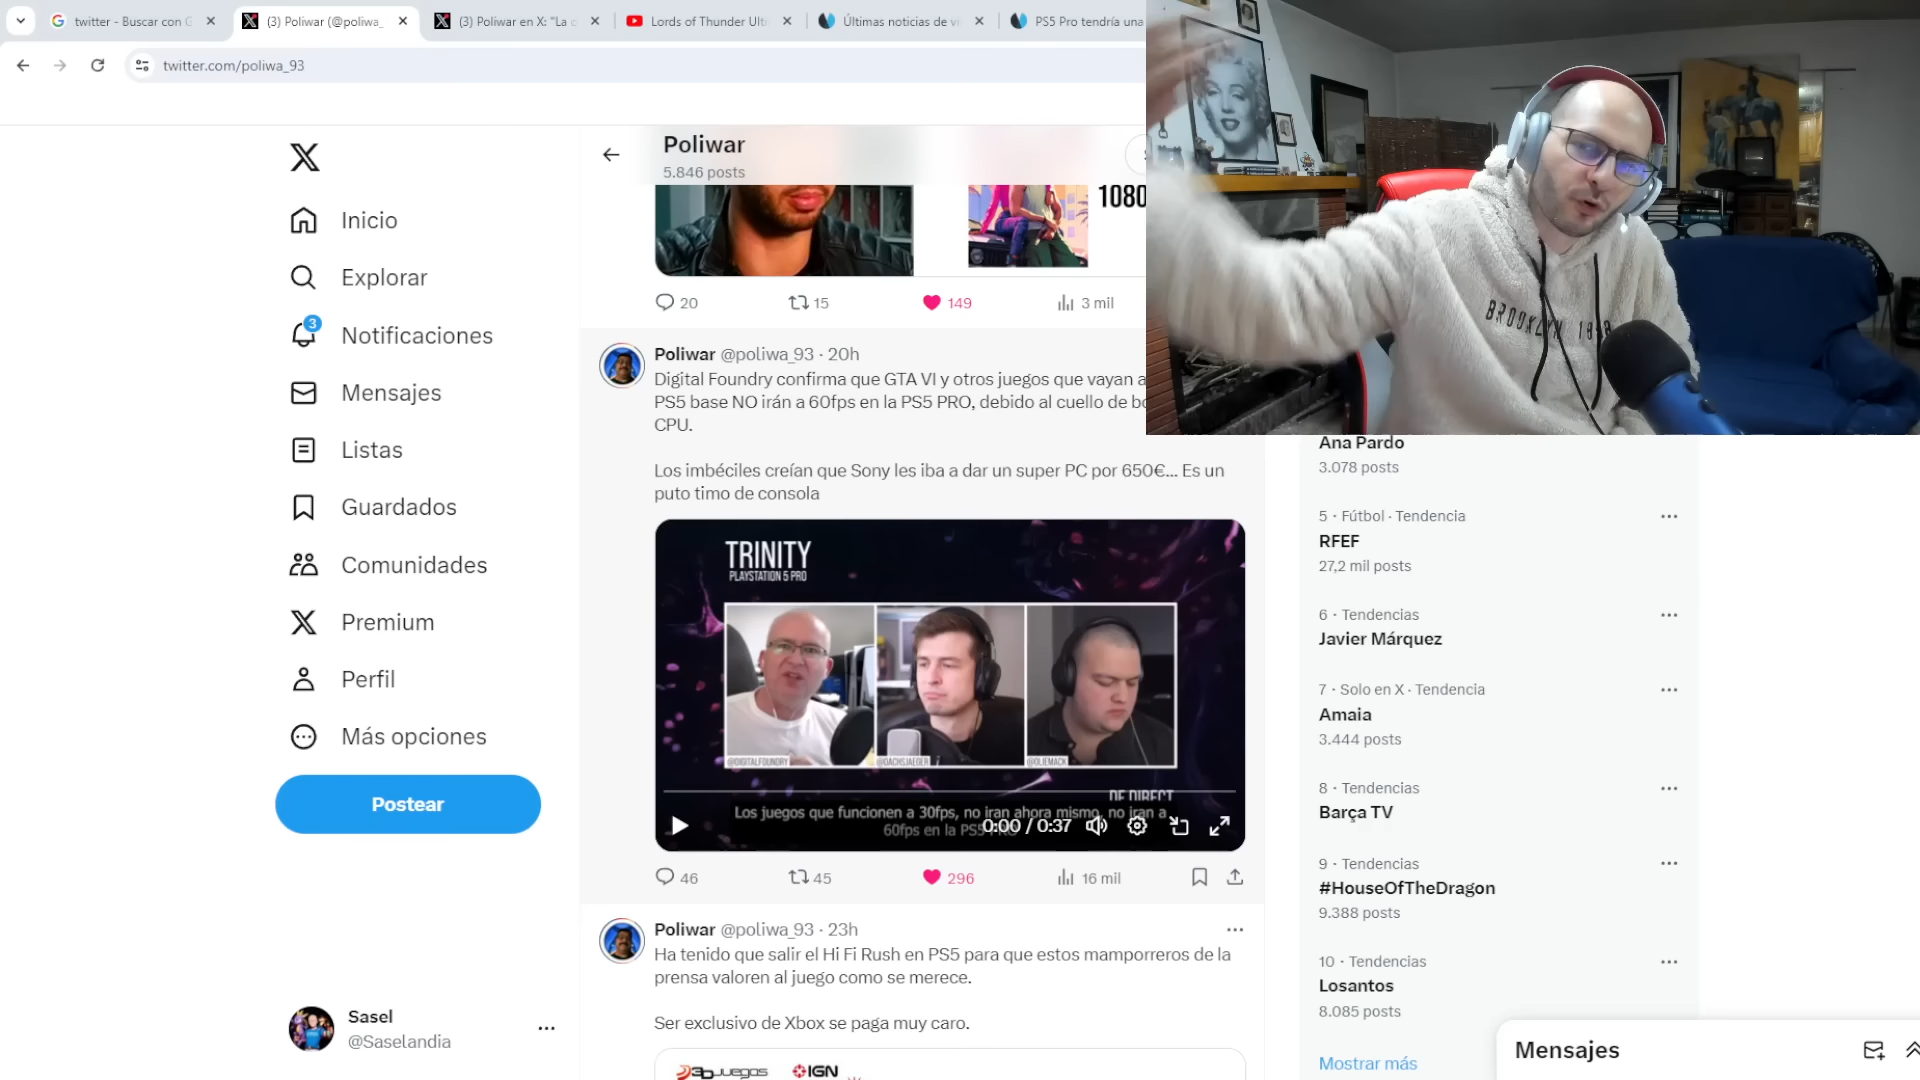 twitter - Buscar con G
(3) Poliwar (@poliwa_
(3) Poliwar en X: "La c
Lords of Thunder Ult
Últimas noticias de vi
PS5 Pro tendría una
twitter.com/poliwa_93
Poliwar
5.846 posts
1080
20
15
149
3 mil
Inicio
Explorar
3
Notificaciones
Mensajes
Listas
Guardados
Comunidades
Premium
Perfil
Más opciones
Postear
Sasel
@Saselandia
Poliwar @poliwa_93 · 20h
Digital Foundry confirma que GTA VI y otros juegos que vayan a
PS5 base NO irán a 60fps en la PS5 PRO, debido al cuello de bo
CPU.
Los imbéciles creían que Sony les iba a dar un super PC por 650€... Es un
puto timo de consola
TRINITY
PLAYSTATION 5 PRO
@DIGITALFOUNDRY
@DACHSJAEGER
@OLIEMACK
DF DIRECT
Los juegos que funcionen a 30fps, no iran ahora mismo, no iran a
60fps en la PS5 PRO
0:00 / 0:37
46
45
296
16 mil
Poliwar @poliwa_93 · 23h
Ha tenido que salir el Hi Fi Rush en PS5 para que estos mamporreros de la
prensa valoren al juego como se merece.
Ser exclusivo de Xbox se paga muy caro.
3DJUEGOS
IGN
BROOKLYN 18
Ana Pardo
3.078 posts
5 · Fútbol · Tendencia
RFEF
27,2 mil posts
6 · Tendencias
Javier Márquez
7 · Solo en X · Tendencia
Amaia
3.444 posts
8 · Tendencias
Barça TV
9 · Tendencias
#HouseOfTheDragon
9.388 posts
10 · Tendencias
Losantos
8.085 posts
Mostrar más
Mensajes